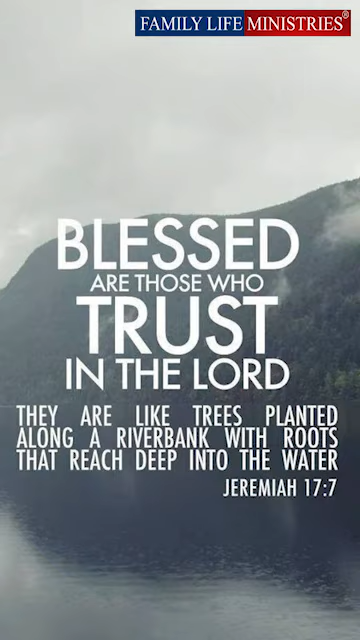 FAMILY LIFE MINISTRIES®
BLESSED
ARE THOSE WHO
TRUST
IN THE LORD
THEY ARE LIKE TREES PLANTED
ALONG A RIVERBANK WITH ROOTS
THAT REACH DEEP INTO THE WATER
JEREMIAH 17:7